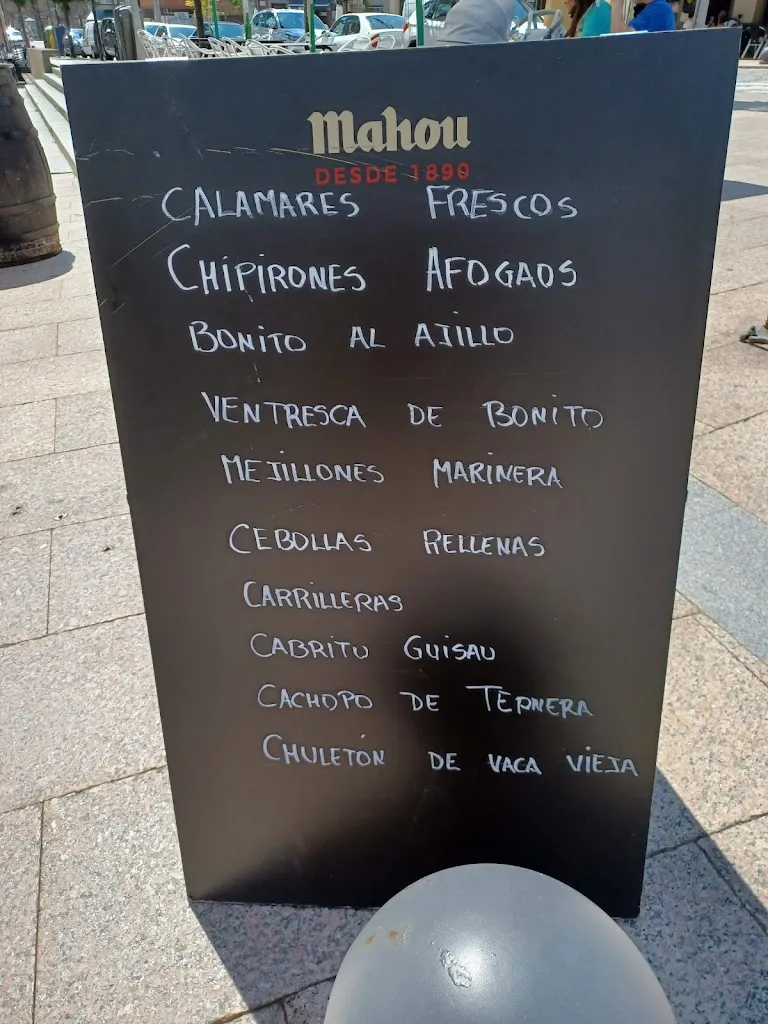 Mahou
DESDE 1890
CALAMARES FRESCOS
CHIPIRONES AFOGAOS
BONITO AL AJILLO
VENTRESCA DE BONITO
MEJILLONES MARINERA
CEBOLLAS RELLENAS
CARRILLERAS
CABRITU GUISAU
CACHOPO DE TERNERA
CHULETÓN DE VACA VIEJA